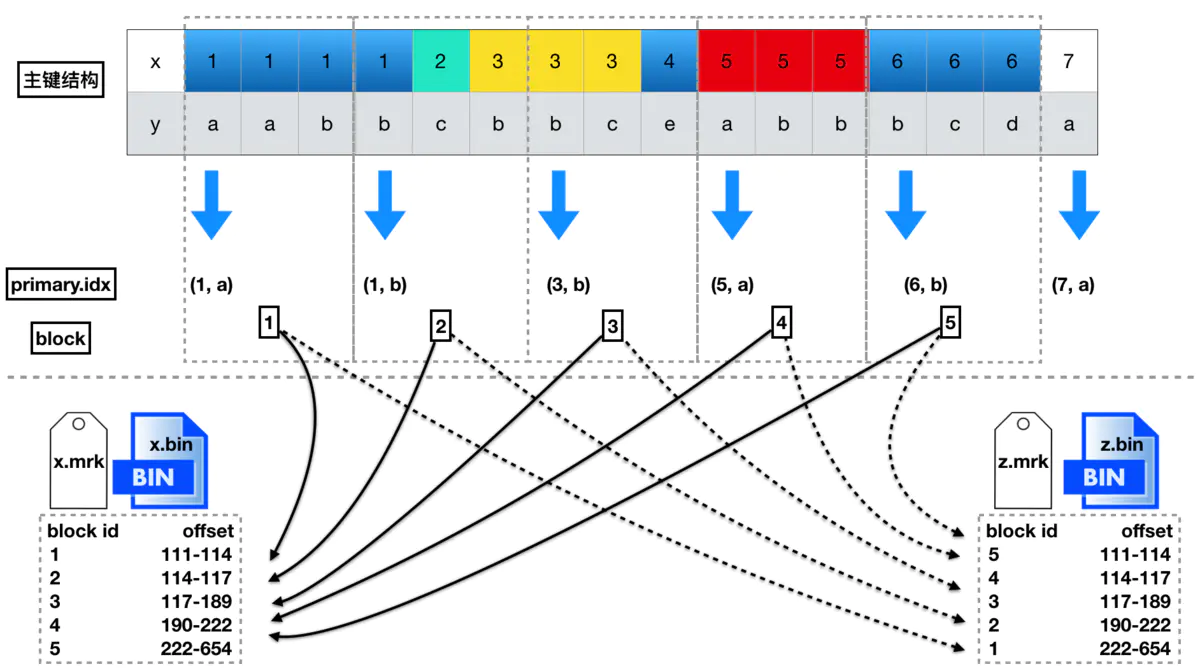 主键结构
x 1 1 1 1 2 3 3 3 4 5 5 5 6 6 6 7
y a a b b c b b c e a b b b c d a
primary.idx (1, a) (1, b) (3, b) (5, a) (6, b) (7, a)
block 1 2 3 4 5
x.mrk
x.bin
BIN
block id offset
1 111-114
2 114-117
3 117-189
4 190-222
5 222-654
z.mrk
z.bin
BIN
block id offset
5 111-114
4 114-117
3 117-189
2 190-222
1 222-654